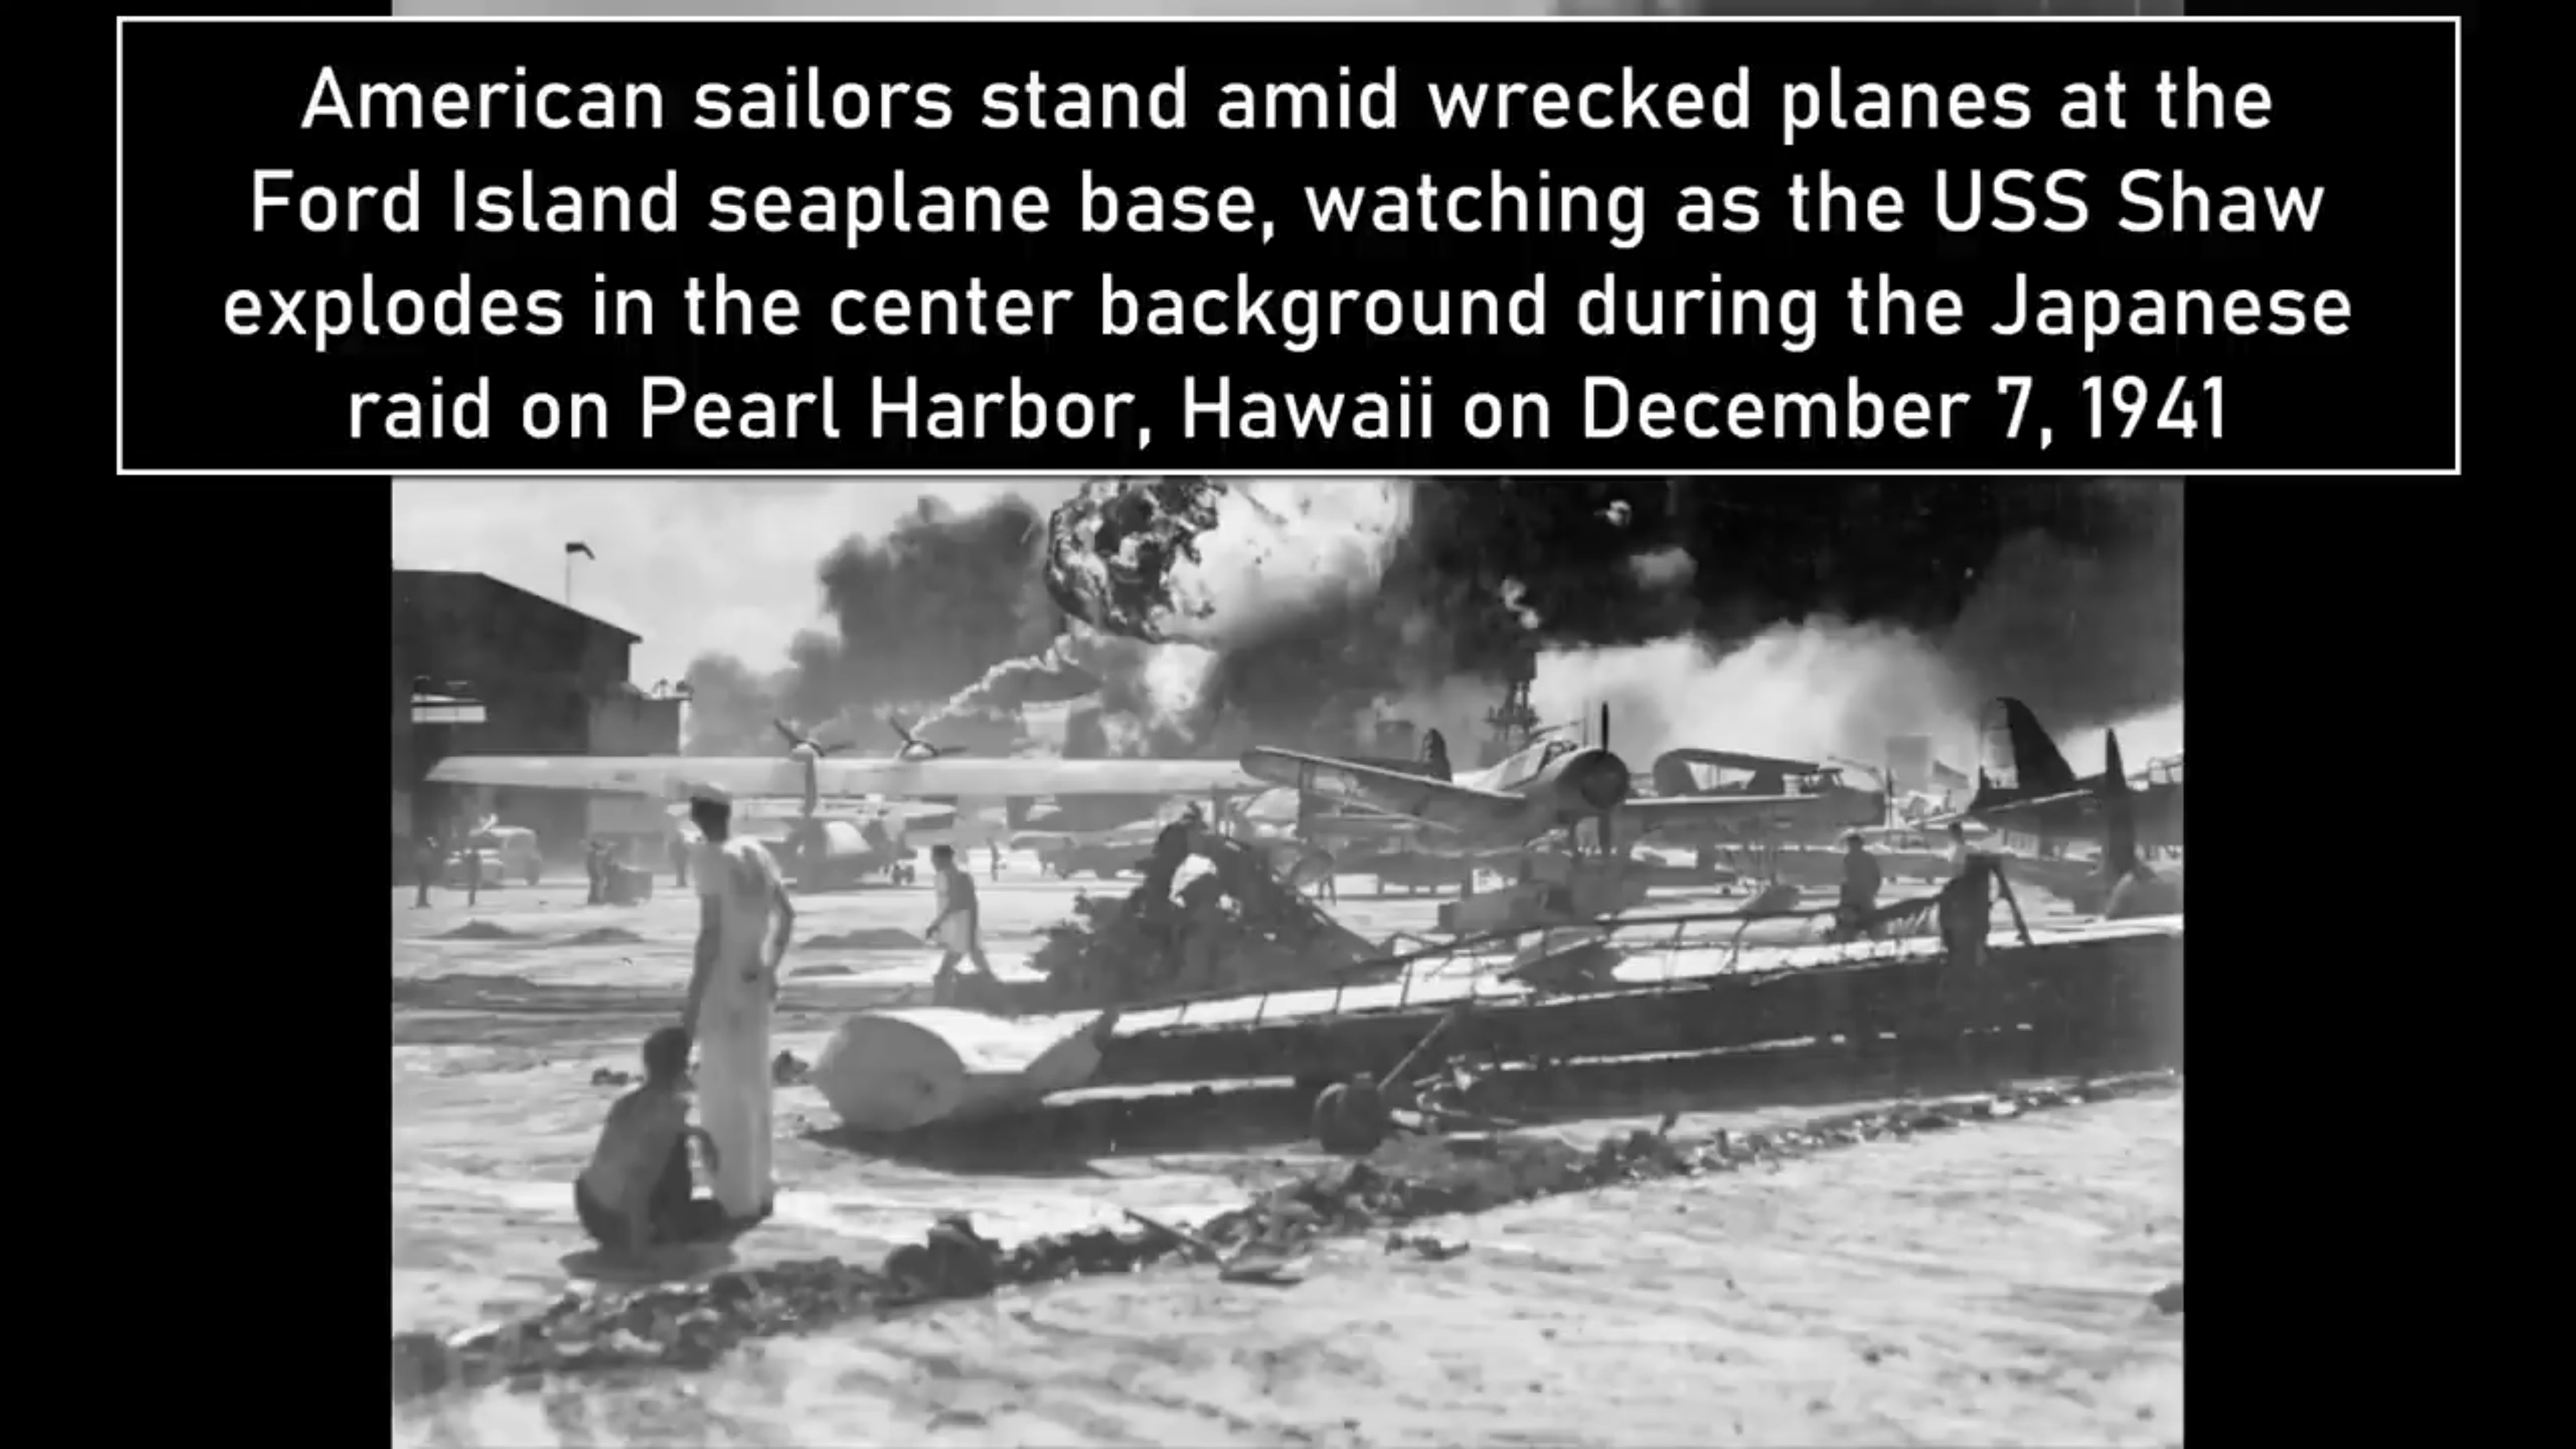 American sailors stand amid wrecked planes at the
Ford Island seaplane base, watching as the USS Shaw
explodes in the center background during the Japanese
raid on Pearl Harbor, Hawaii on December 7, 1941